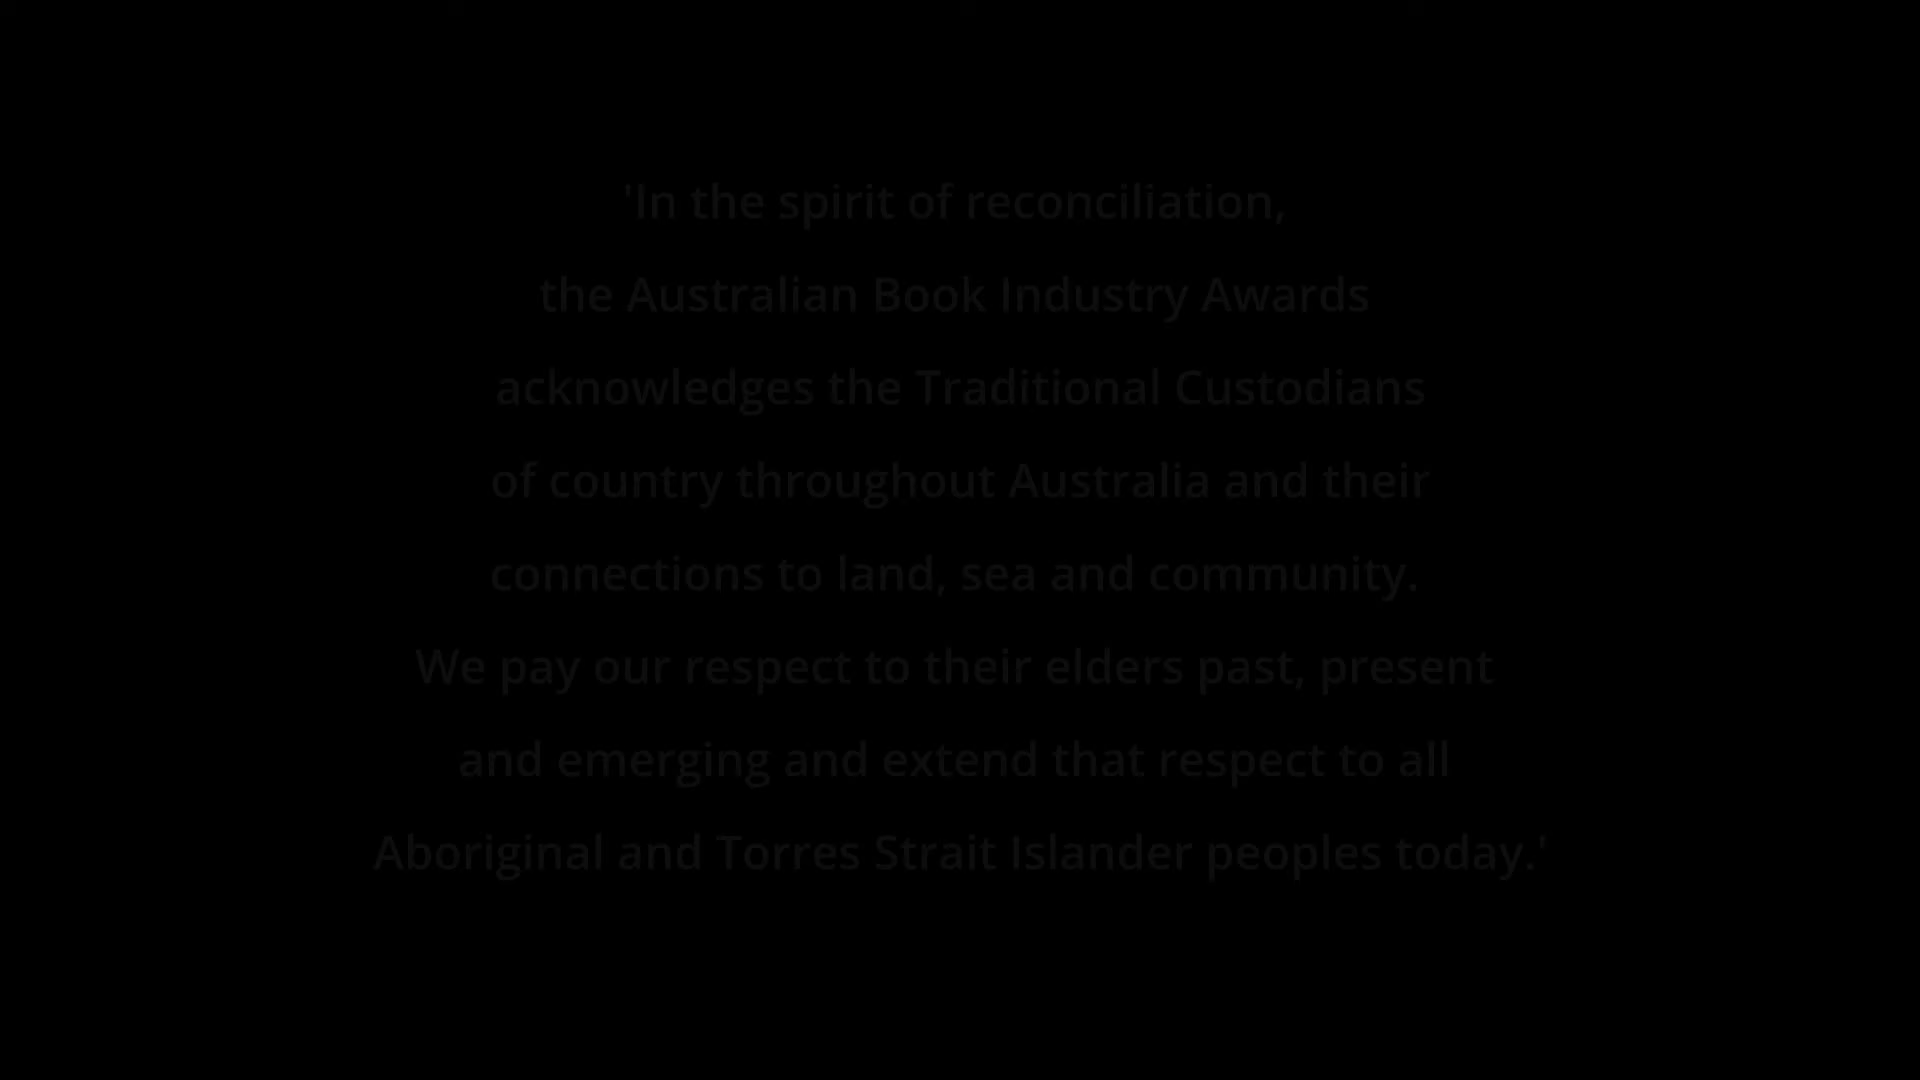 'In the spirit of reconciliation,
the Australian Book Industry Awards
acknowledges the Traditional Custodians
of country throughout Australia and their
connections to land, sea and community.
We pay our respect to their elders past, present
and emerging and extend that respect to all
Aboriginal and Torres Strait Islander peoples today.'